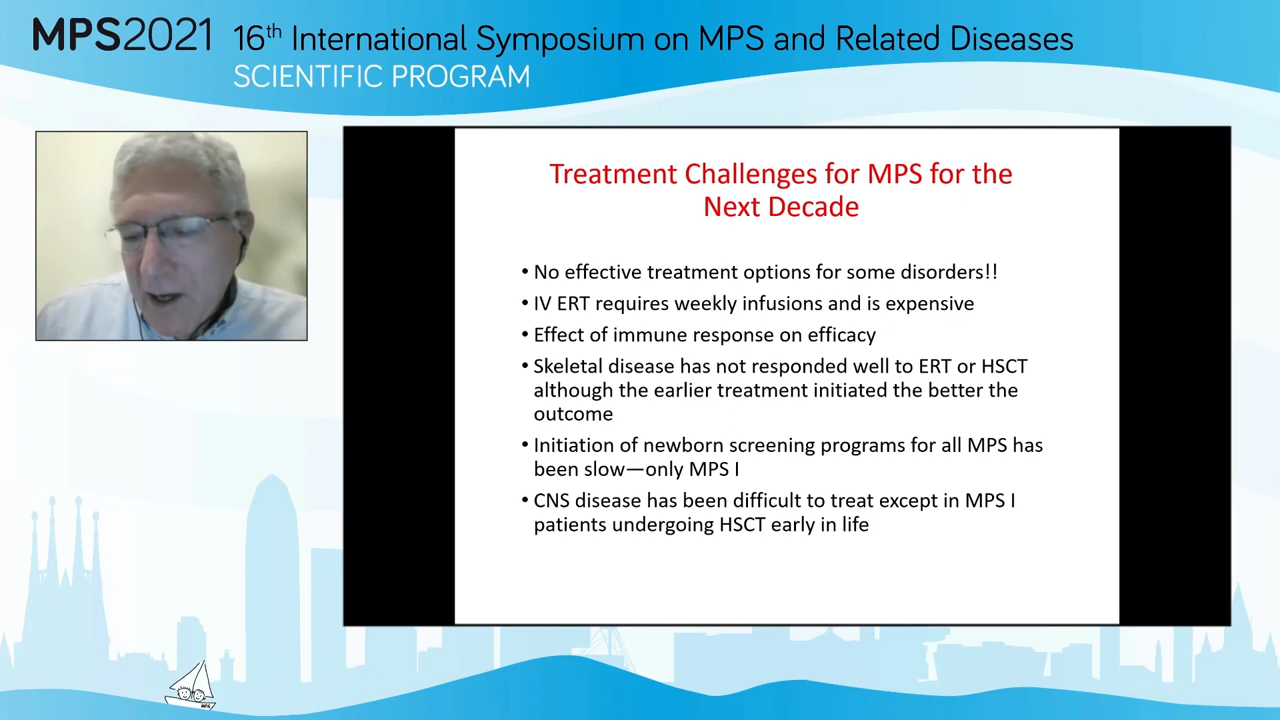 MPS2021 16th International Symposium on MPS and Related Diseases
SCIENTIFIC PROGRAM
Treatment Challenges for MPS for the
Next Decade
• No effective treatment options for some disorders!!
• IV ERT requires weekly infusions and is expensive
• Effect of immune response on efficacy
• Skeletal disease has not responded well to ERT or HSCT
although the earlier treatment initiated the better the
outcome
• Initiation of newborn screening programs for all MPS has
been slow—only MPS I
• CNS disease has been difficult to treat except in MPS I
patients undergoing HSCT early in life
MPS